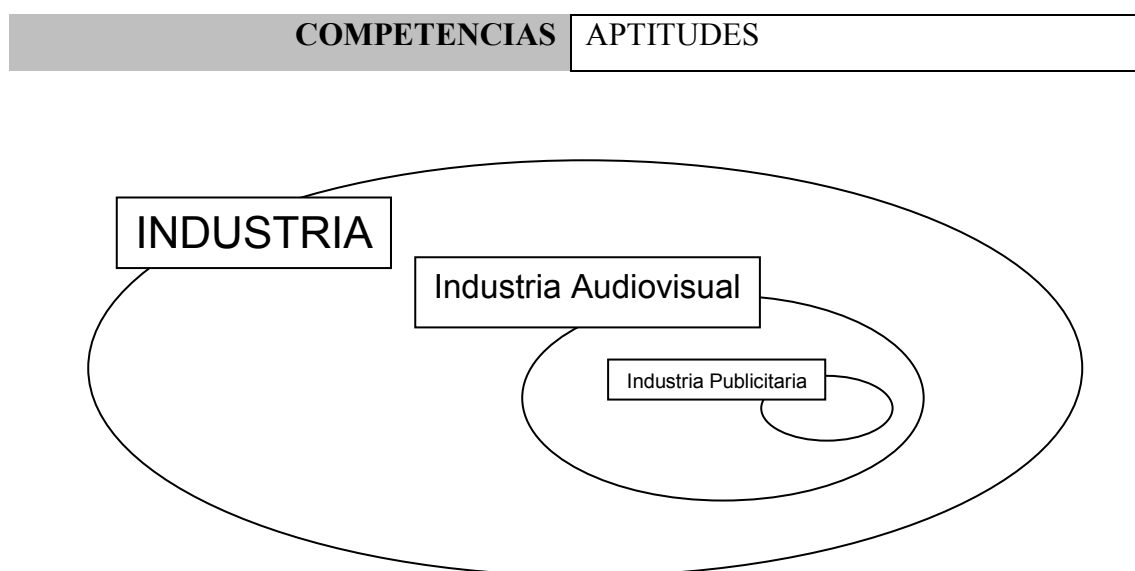 COMPETENCIAS APTITUDES
INDUSTRIA
Industria Audiovisual
Industria Publicitaria